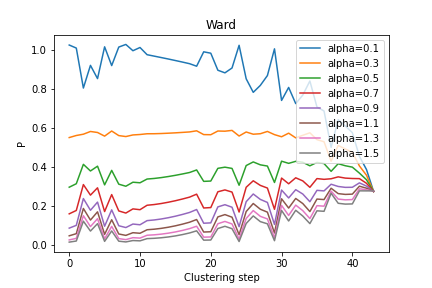 Ward
1.0
0.8
0.6
0.4
0.2
0.0
P
alpha=0.1
alpha=0.3
alpha=0.5
alpha=0.7
alpha=0.9
alpha=1.1
alpha=1.3
alpha=1.5
0 10 20 30 40
Clustering step